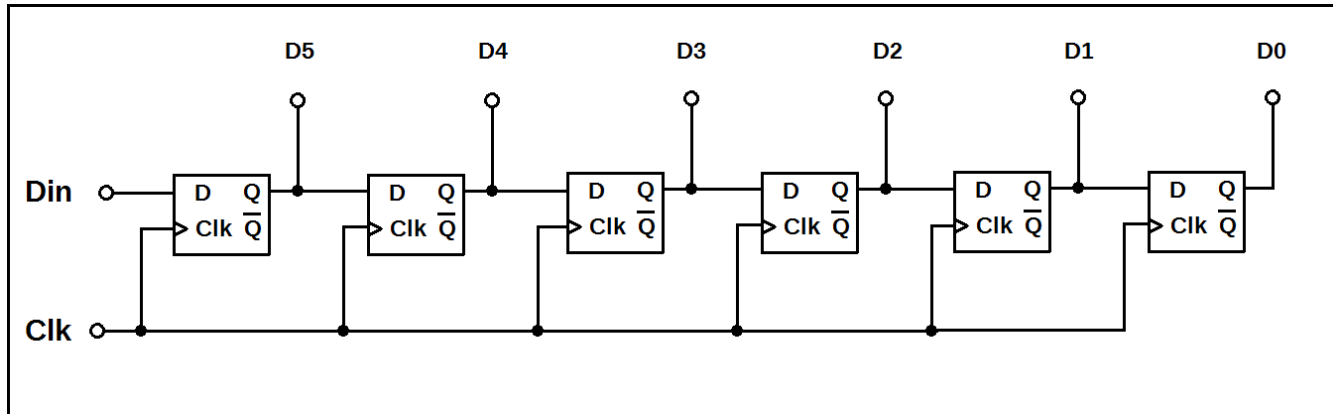 D5 D4 D3 D2 D1 D0
Din
D Q D Q D Q D Q D Q D Q
Clk Q̅ Clk Q̅ Clk Q̅ Clk Q̅ Clk Q̅ Clk Q̅
Clk